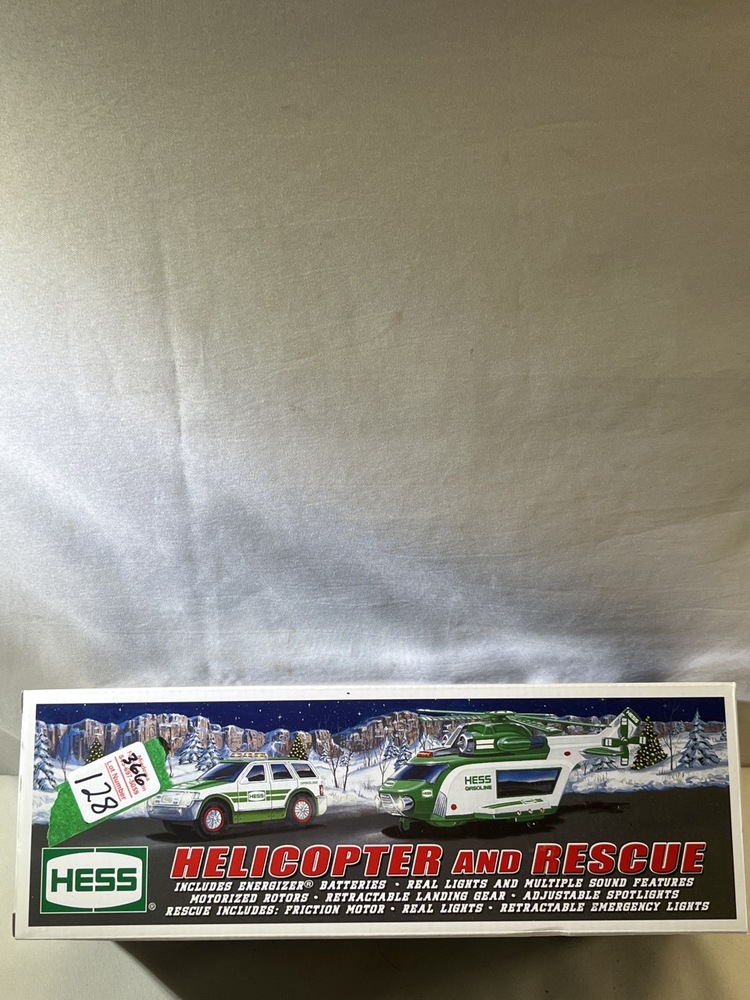 366
Lot Number
128
HESS
GASOLINE
HESS
HESS®
HELICOPTER AND RESCUE
INCLUDES ENERGIZER® BATTERIES • REAL LIGHTS AND MULTIPLE SOUND FEATURES
MOTORIZED ROTORS • RETRACTABLE LANDING GEAR • ADJUSTABLE SPOTLIGHTS
RESCUE INCLUDES: FRICTION MOTOR • REAL LIGHTS • RETRACTABLE EMERGENCY LIGHTS